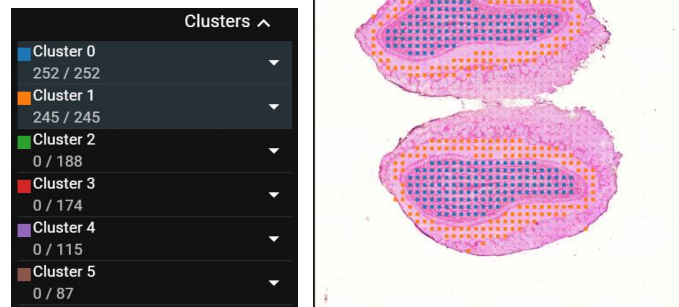 Clusters
Cluster 0
252 / 252
Cluster 1
245 / 245
Cluster 2
0 / 188
Cluster 3
0 / 174
Cluster 4
0 / 115
Cluster 5
0 / 87